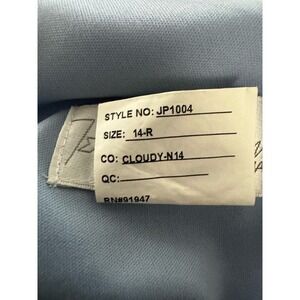 STYLE NO: JP1004
SIZE: 14-R
CO: CLOUDY-N14
QC:
RN#91947